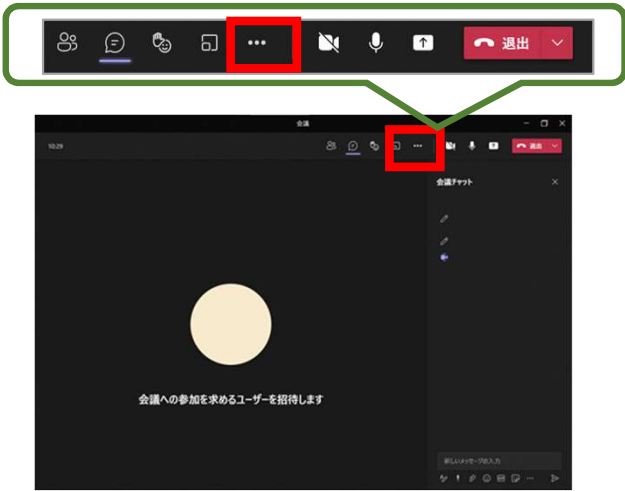 退出
会議
10:29
退出
会議チャット
会議への参加を求めるユーザーを招待します
新しいメッセージの入力